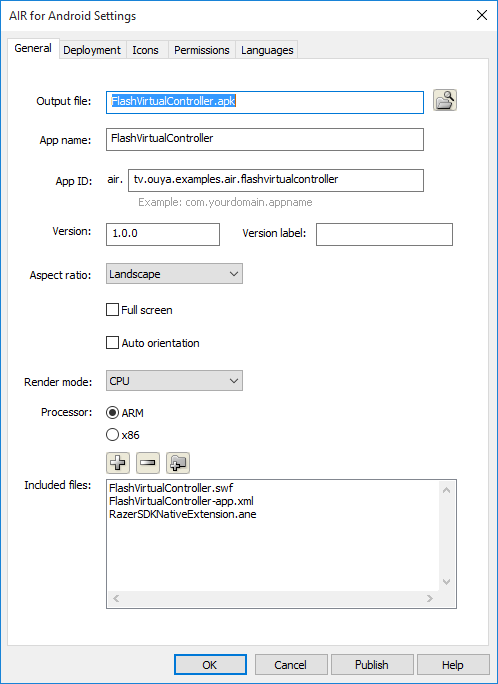 AIR for Android Settings
General Deployment Icons Permissions Languages
Output file: FlashVirtualController.apk
App name: FlashVirtualController
App ID: air. tv.ouya.examples.air.flashvirtualcontroller
Example: com.yourdomain.appname
Version: 1.0.0 Version label:
Aspect ratio: Landscape
Full screen
Auto orientation
Render mode: CPU
Processor: ARM
x86
Included files:
FlashVirtualController.swf
FlashVirtualController-app.xml
RazerSDKNativeExtension.ane
OK Cancel Publish Help